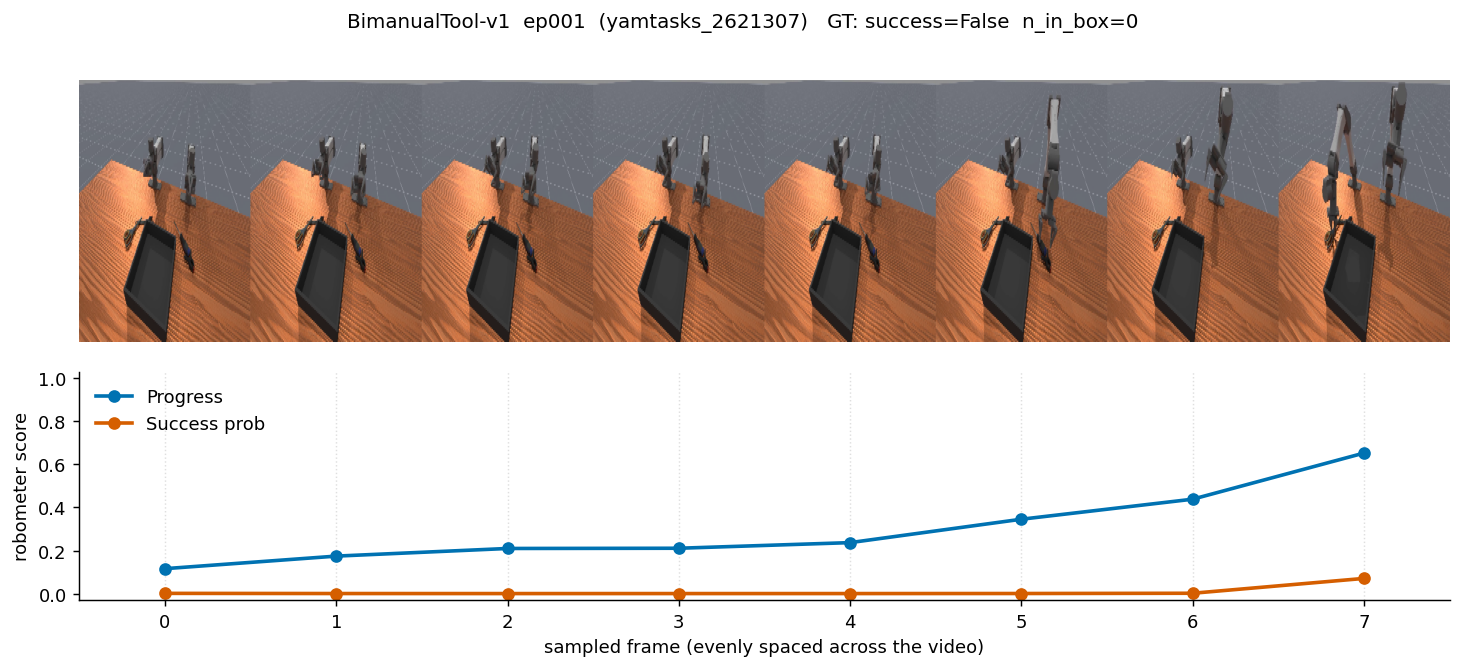 BimanualTool-v1  ep001  (yamtasks_2621307)   GT: success=False  n_in_box=0
1.0
0.8
0.6
0.4
0.2
0.0
robometer score
Progress
Success prob
0 1 2 3 4 5 6 7
sampled frame (evenly spaced across the video)